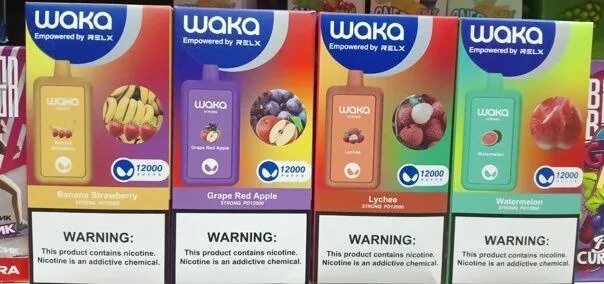 WAKA
Empowered by RELX
WAKA
Banana
Strawberry
12000
PUFFS
Banana Strawberry
STRONG PD12000
WARNING:
This product contains nicotine.
Nicotine is an addictive chemical.
WAKA
Empowered by RELX
WAKA
STRONG
Grape Red Apple
12000
PUFFS
Grape Red Apple
STRONG PD12000
WARNING:
This product contains nicotine.
Nicotine is an addictive chemical.
WAKA
Empowered by RELX
WAKA
STRONG
Lychee
12000
PUFFS
Lychee
STRONG PD12000
WARNING:
This product contains nicotine.
Nicotine is an addictive chemical.
WAKA
Empowered by RELX
WAKA
STRONG
Watermelon
12000
PUFFS
Watermelon
STRONG PD12000
WARNING:
This product contains nicotine.
Nicotine is an addictive chemical.